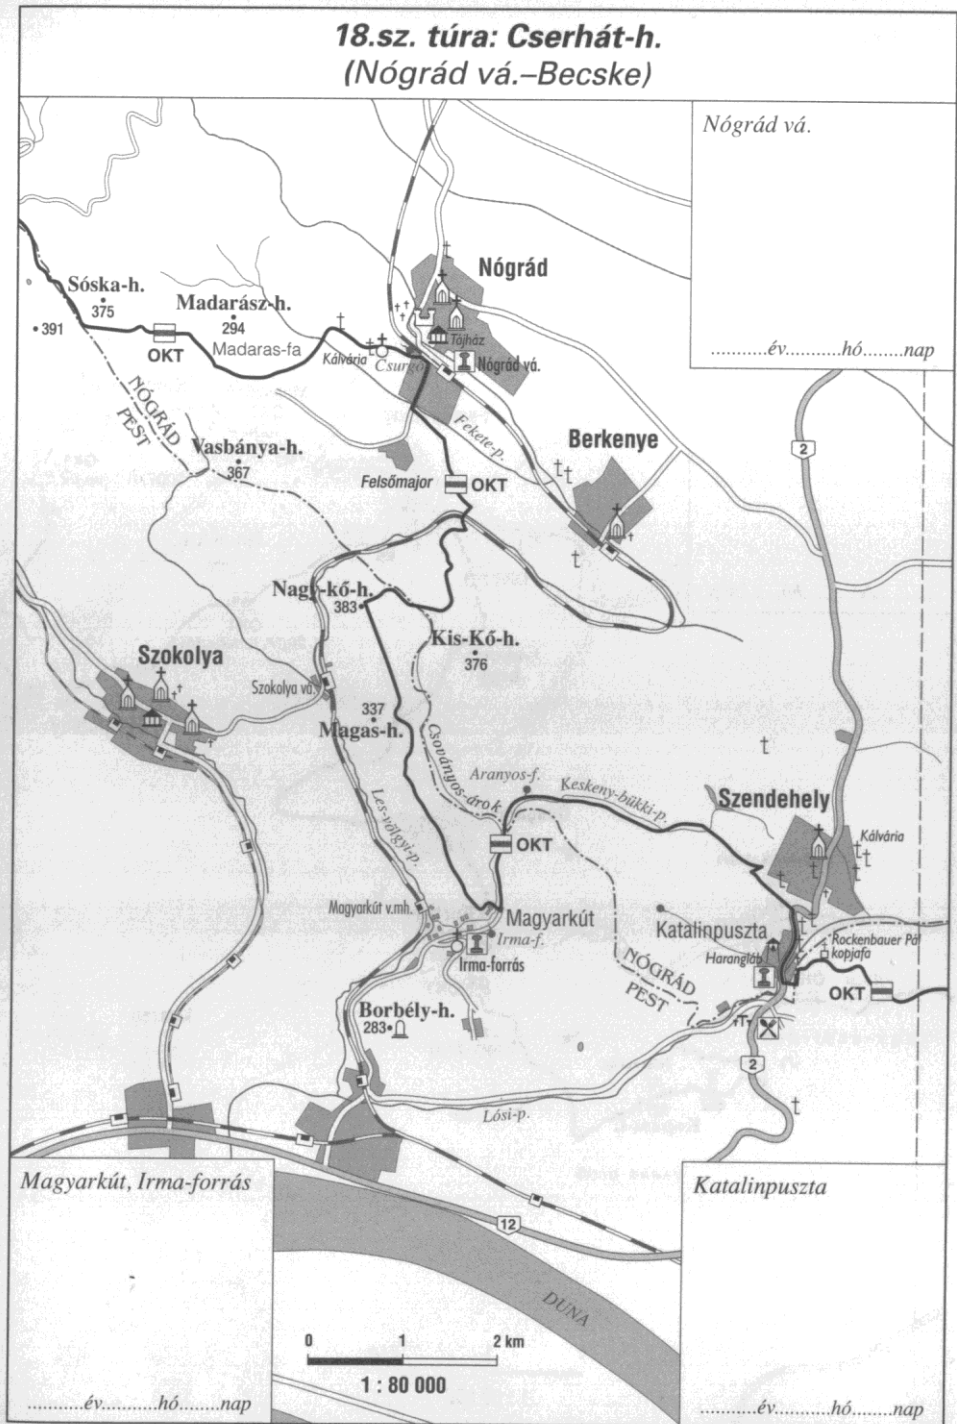 18.sz. túra: Cserhát-h.
(Nógrád vá.–Becske)
Nógrád vá.
...........év...........hó........nap
Nógrád
Sóska-h.
375
Madarász-h.
294
391
OKT
Madaras-fa
Kálvária
Csurgó
Tájház
Nógrád vá.
NÓGRÁD
PEST
Fekete-p.
Berkenye
2
Vasbánya-h.
367
Felsőmajor
OKT
Nagy-kő-h.
383
Kis-Kő-h.
376
Szokolya
Szokolya vá.
337
Magas-h.
Csoványos-árok
Aranyos-f.
Keskeny-bükki-p.
Szendehely
Kálvária
Les-völgyi-p.
OKT
Magyarkút v.mh.
Magyarkút
Irma-f.
Irma-forrás
Katalinpuszta
Harangláb
Rockenbauer Pál
kopjafa
OKT
NÓGRÁD
PEST
Borbély-h.
283
2
Lósi-p.
Magyarkút, Irma-forrás
...........év...........hó........nap
12
DUNA
0 1 2 km
1 : 80 000
Katalinpuszta
...........év...........hó........nap